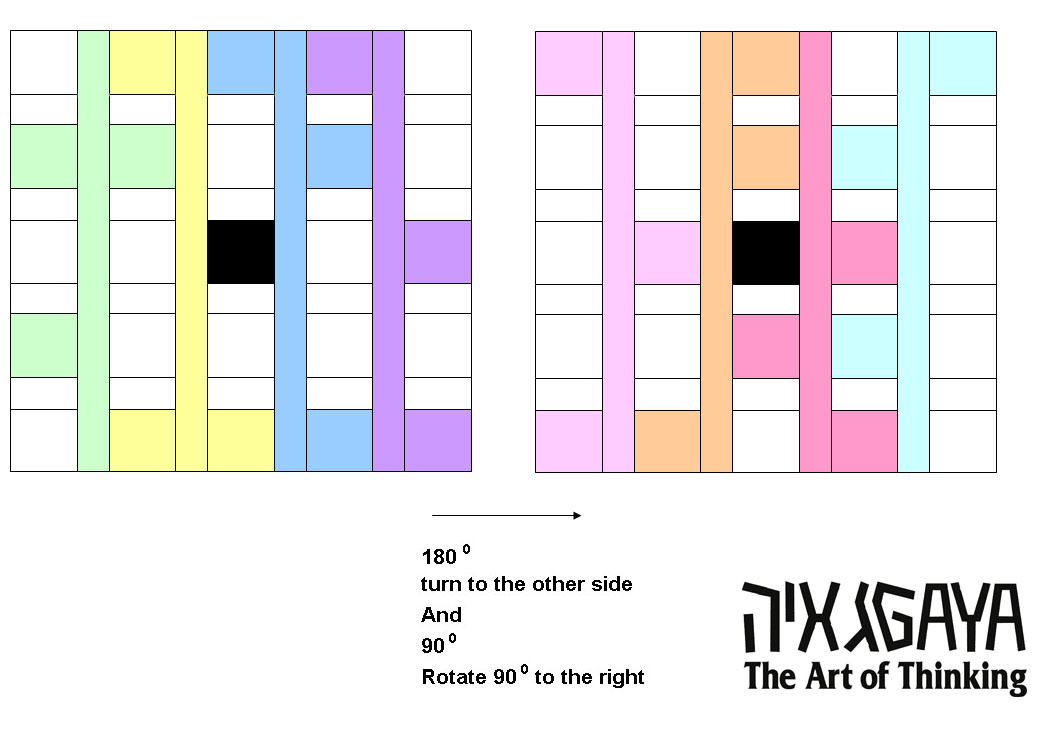 180 ⁰
turn to the other side
And
90 ⁰
Rotate 90 ⁰ to the right
גאיה GAYA
The Art of Thinking